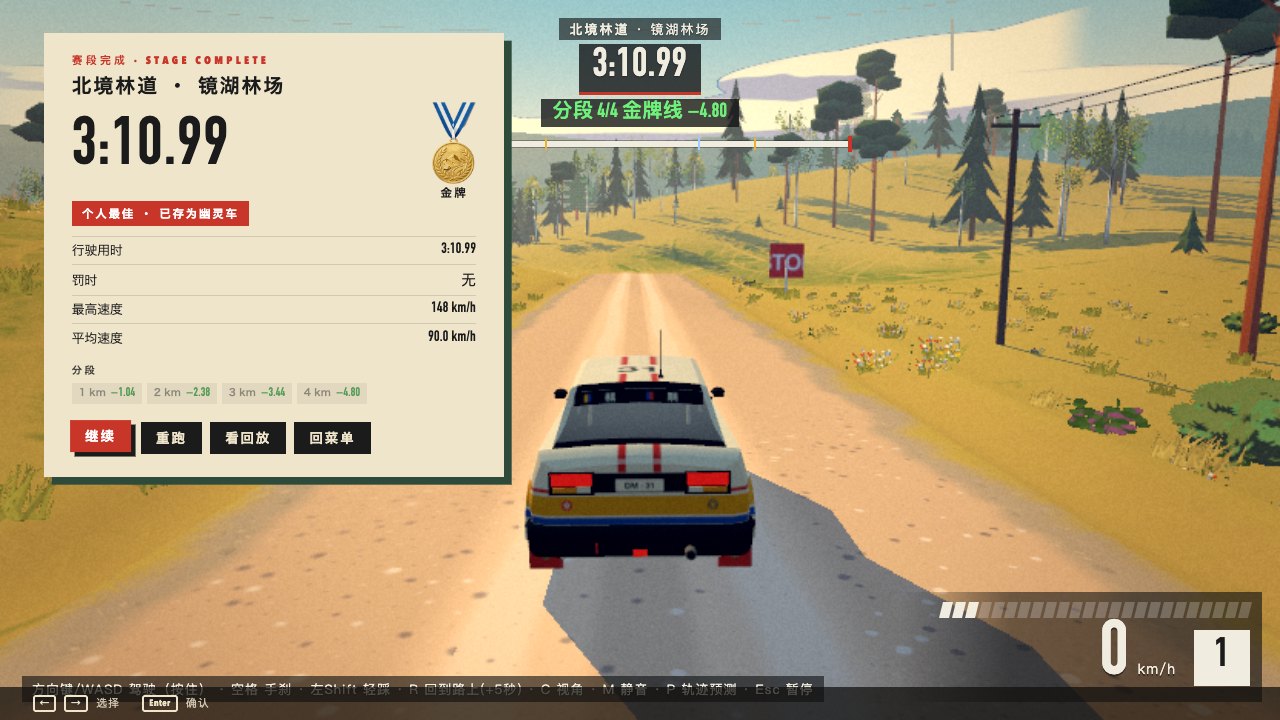 赛段完成 · STAGE COMPLETE
北境林道 · 镜湖林场
3:10.99
金牌
个人最佳 · 已存为幽灵车
行驶用时 3:10.99
罚时 无
最高速度 148 km/h
平均速度 90.0 km/h
分段
1 km −1.04 2 km −2.38 3 km −3.44 4 km −4.80
继续 重跑 看回放 回菜单
北境林道 · 镜湖林场
3:10.99
分段 4/4 金牌线 −4.80
STO
31
DM · 31
0 km/h
1
方向键/WASD 驾驶 (按住) · 空格 手刹 · 左Shift 轻踩 · R 回到路上(+5秒) · C 视角 · M 静音 · P 轨迹预测 · Esc 暂停
← → 选择 Enter 确认